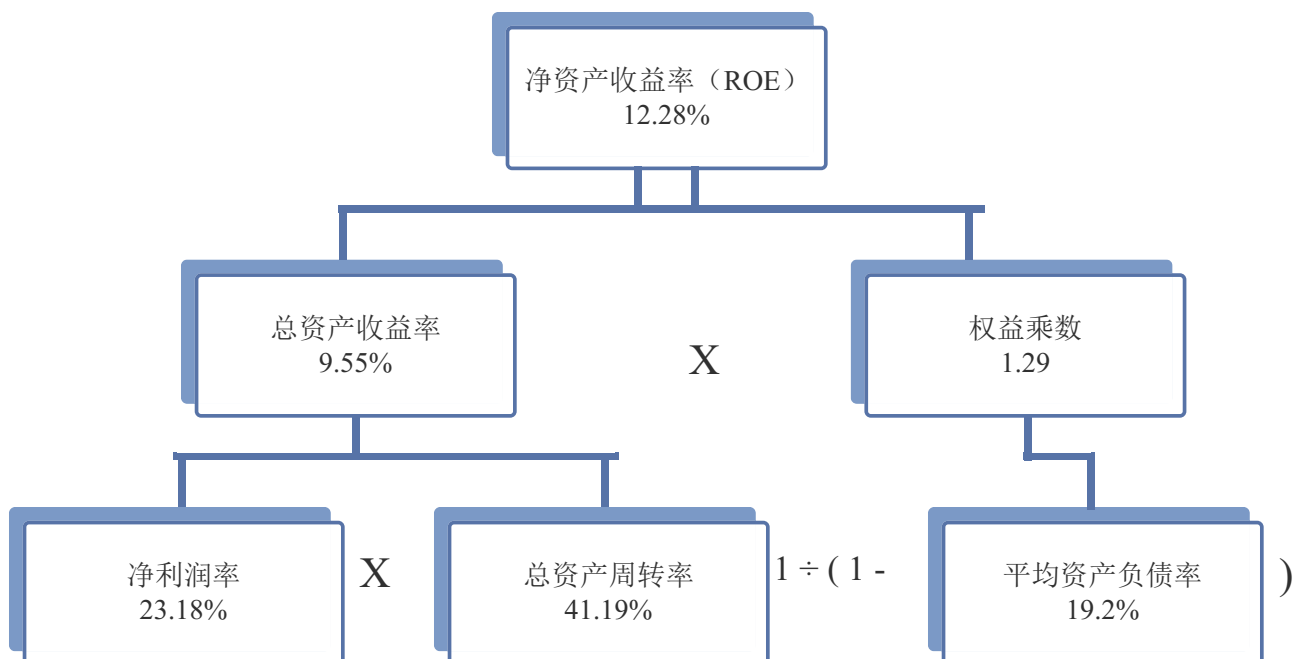 净资产收益率（ROE）
12.28%
总资产收益率
9.55%
X
权益乘数
1.29
净利润率
23.18%
X
总资产周转率
41.19%
1 ÷ ( 1 -
平均资产负债率
19.2%
)